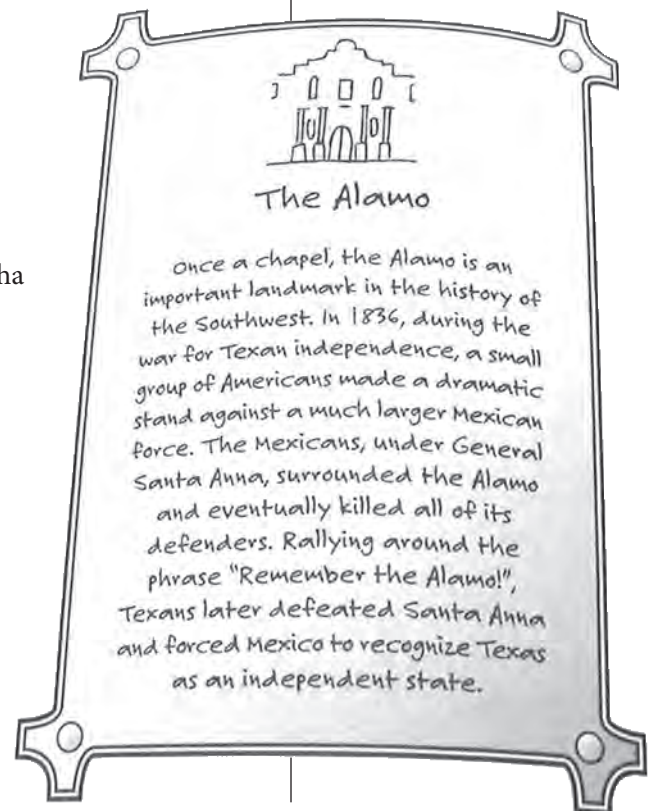 The Alamo
Once a chapel, the Alamo is an
important landmark in the history of
the Southwest. In 1836, during the
war for Texan independence, a small
group of Americans made a dramatic
stand against a much larger Mexican
force. The Mexicans, under General
Santa Anna, surrounded the Alamo
and eventually killed all of its
defenders. Rallying around the
phrase "Remember the Alamo!",
Texans later defeated Santa Anna
and forced Mexico to recognize Texas
as an independent state.
ha